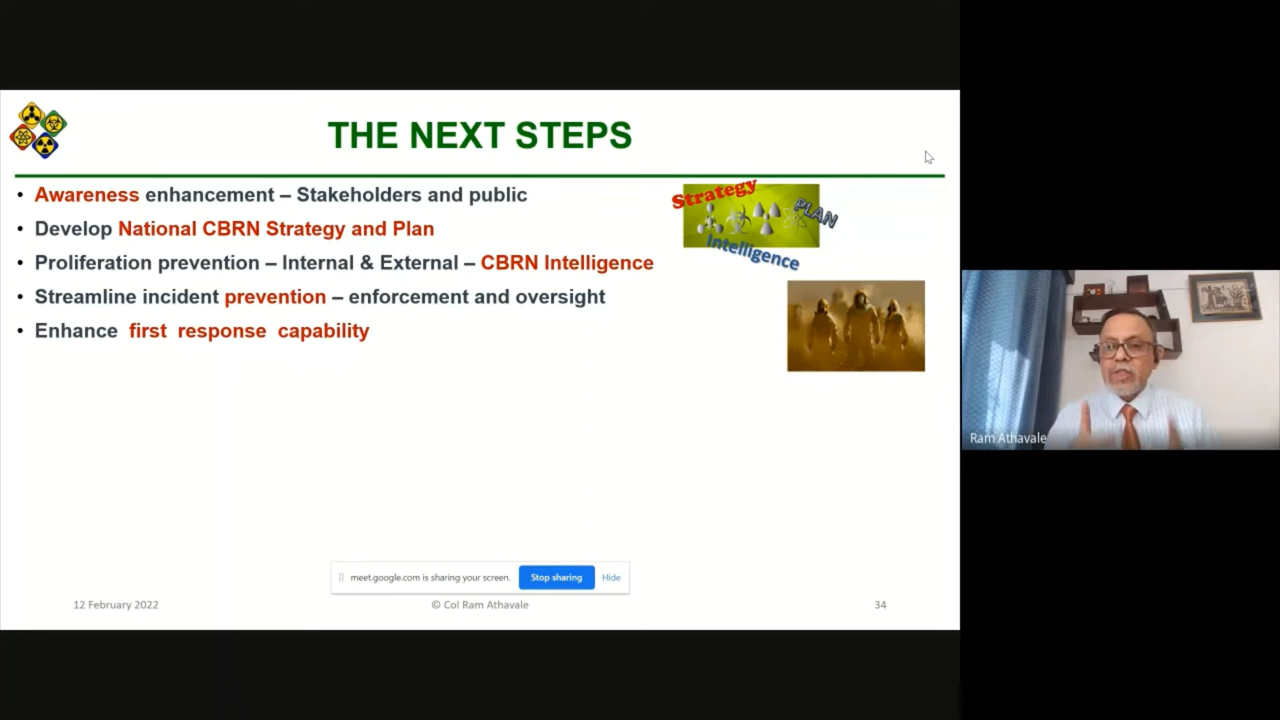 THE NEXT STEPS
• Awareness enhancement – Stakeholders and public
• Develop National CBRN Strategy and Plan
• Proliferation prevention – Internal & External – CBRN Intelligence
• Streamline incident prevention – enforcement and oversight
• Enhance first response capability
Strategy
PLAN
Intelligence
Ram Athavale
meet.google.com is sharing your screen.
Stop sharing
Hide
12 February 2022
© Col Ram Athavale
34